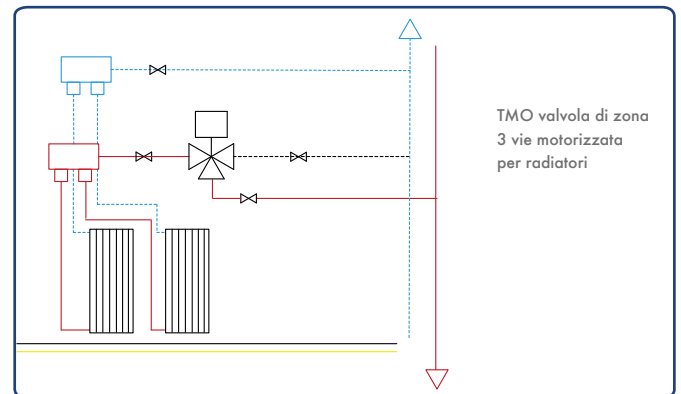 TMO valvola di zona
3 vie motorizzata
per radiatori